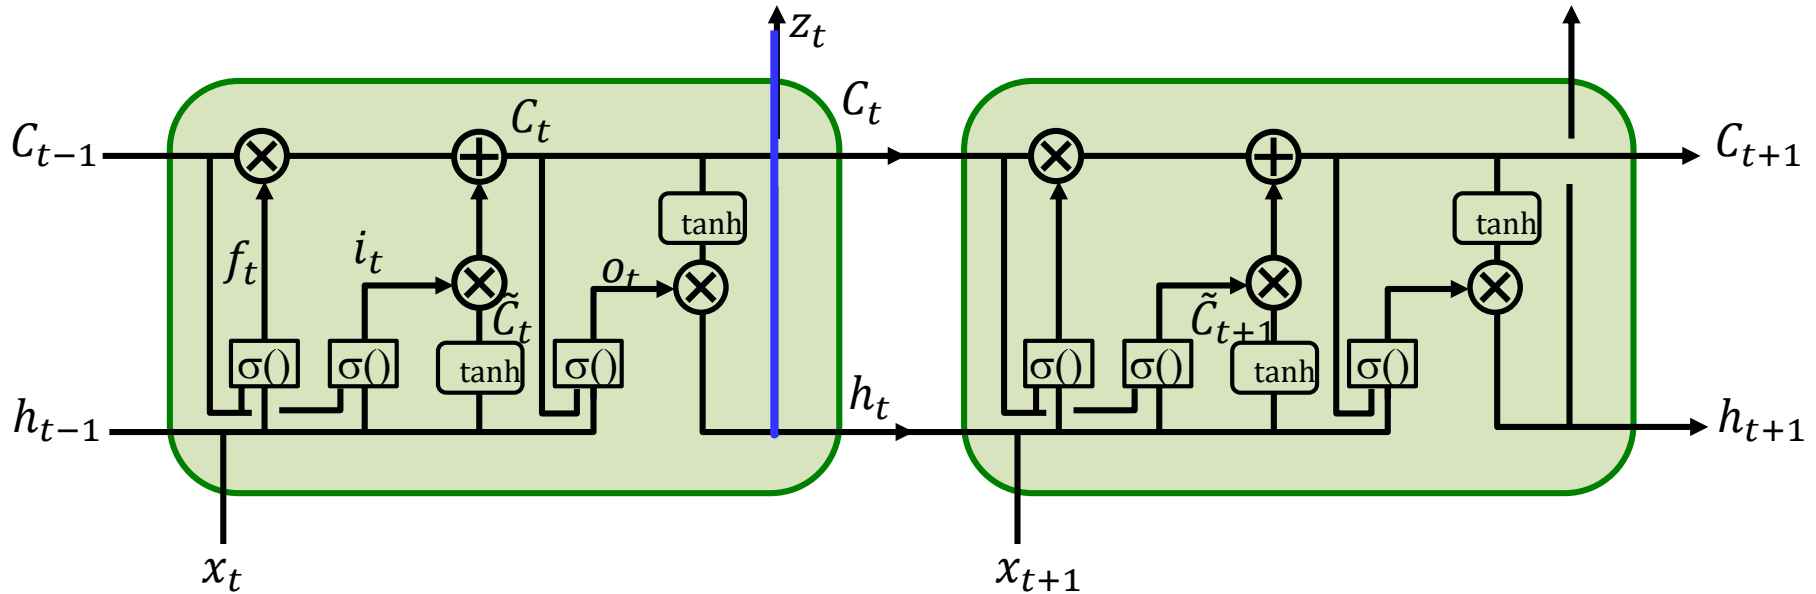 z_t
C_{t-1}
C_t
C_t
C_{t+1}
tanh
tanh
f_t
i_t
o_t
C̃_t
C̃_{t+1}
σ()
σ()
tanh
σ()
σ()
σ()
tanh
σ()
h_{t-1}
h_t
h_{t+1}
x_t
x_{t+1}